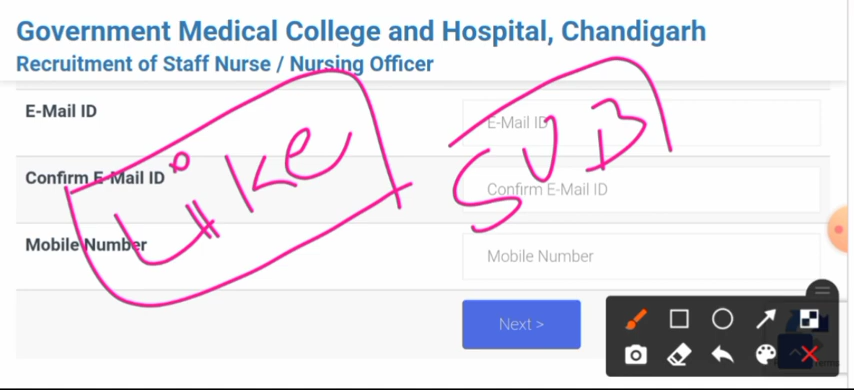 Government Medical College and Hospital, Chandigarh
Recruitment of Staff Nurse / Nursing Officer
E-Mail ID
E-Mail ID
Confirm E-Mail ID
Confirm E-Mail ID
Mobile Number
Mobile Number
Next >
Like
SUB